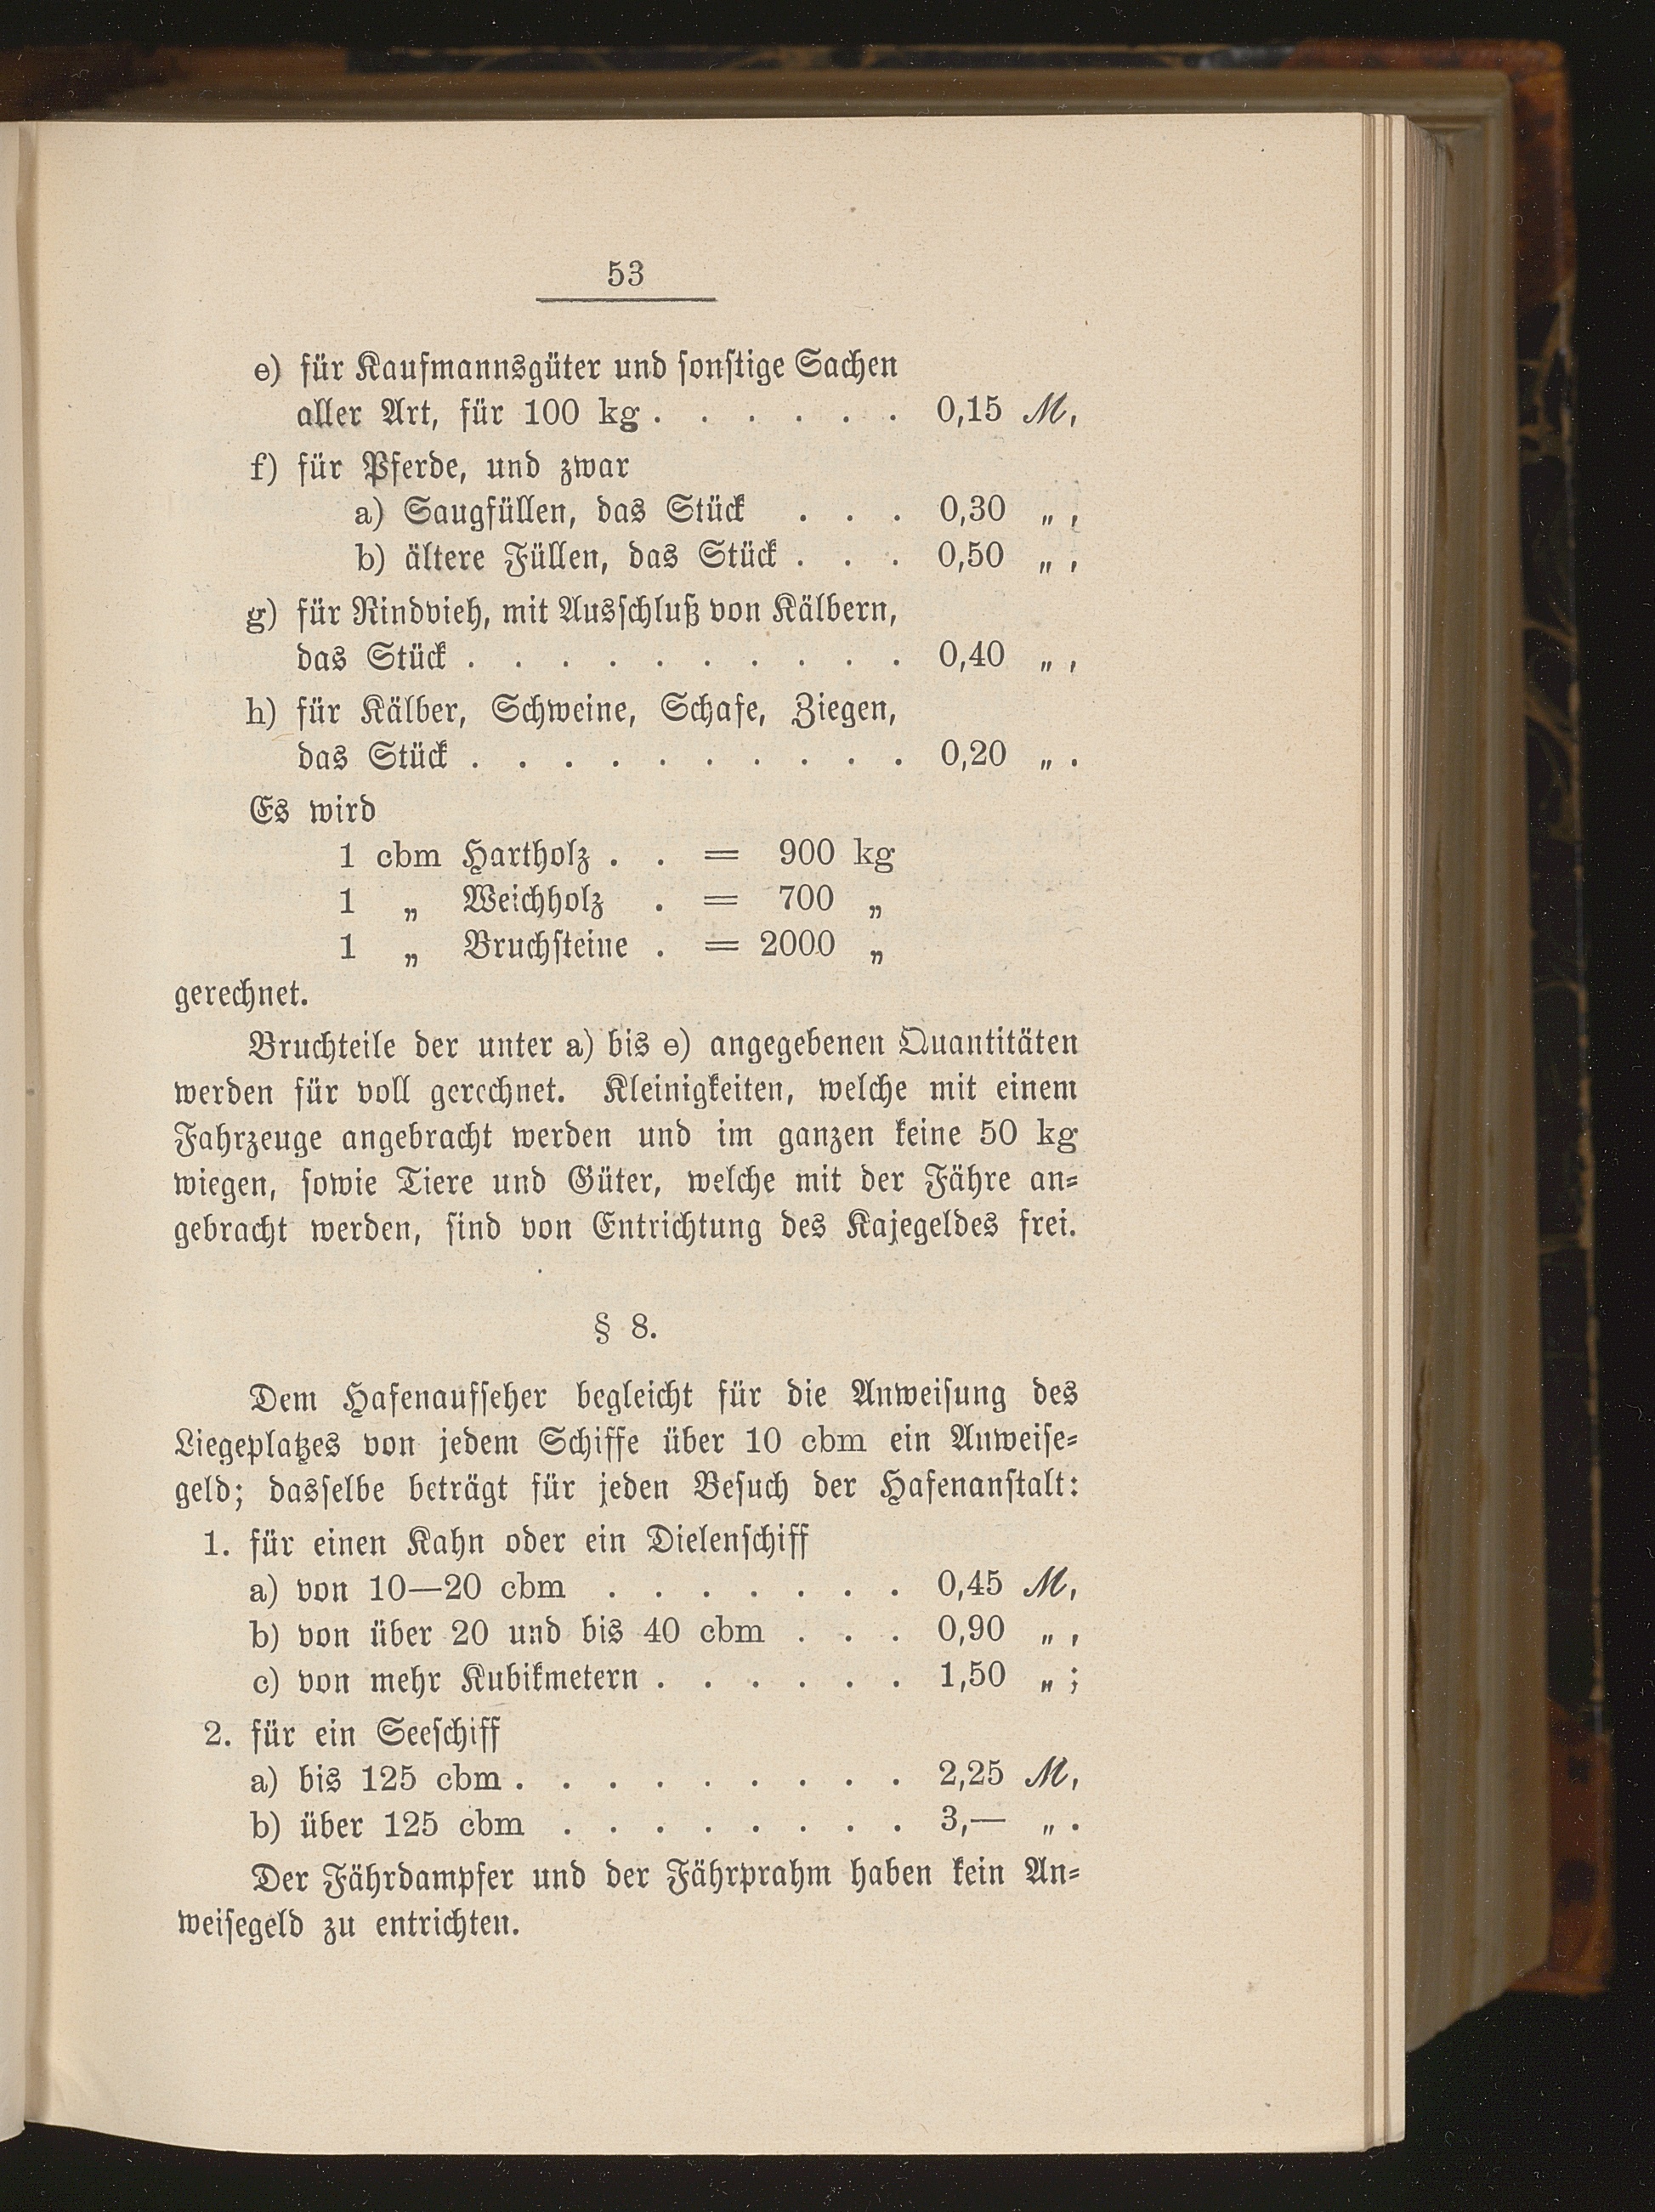 53
e) für Kaufmannsgüter und sonstige Sachen
aller Art, für 100 kg . . . . . . 0,15 ℳ,
f) für Pferde, und zwar
a) Saugfüllen, das Stück . . . 0,30 „ ,
b) ältere Füllen, das Stück . . . 0,50 „ ,
g) für Rindvieh, mit Ausschluß von Kälbern,
das Stück . . . . . . . . . . 0,40 „ ,
h) für Kälber, Schweine, Schafe, Ziegen,
das Stück . . . . . . . . . . 0,20 „ .
Es wird
1 cbm Hartholz . . = 900 kg
1 „ Weichholz . = 700 „
1 „ Bruchsteine . = 2000 „
gerechnet.
Bruchteile der unter a) bis e) angegebenen Quantitäten
werden für voll gerechnet. Kleinigkeiten, welche mit einem
Fahrzeuge angebracht werden und im ganzen keine 50 kg
wiegen, sowie Tiere und Güter, welche mit der Fähre an-
gebracht werden, sind von Entrichtung des Kajegeldes frei.
§ 8.
Dem Hafenaufseher begleicht für die Anweisung des
Liegeplatzes von jedem Schiffe über 10 cbm ein Anweise-
geld; dasselbe beträgt für jeden Besuch der Hafenanstalt:
1. für einen Kahn oder ein Dielenschiff
a) von 10—20 cbm . . . . . . . 0,45 ℳ,
b) von über 20 und bis 40 cbm . . . 0,90 „ ,
c) von mehr Kubikmetern . . . . . . 1,50 „ ;
2. für ein Seeschiff
a) bis 125 cbm . . . . . . . . . 2,25 ℳ,
b) über 125 cbm . . . . . . . . 3,— „ .
Der Fährdampfer und der Fährprahm haben kein An-
weisegeld zu entrichten.